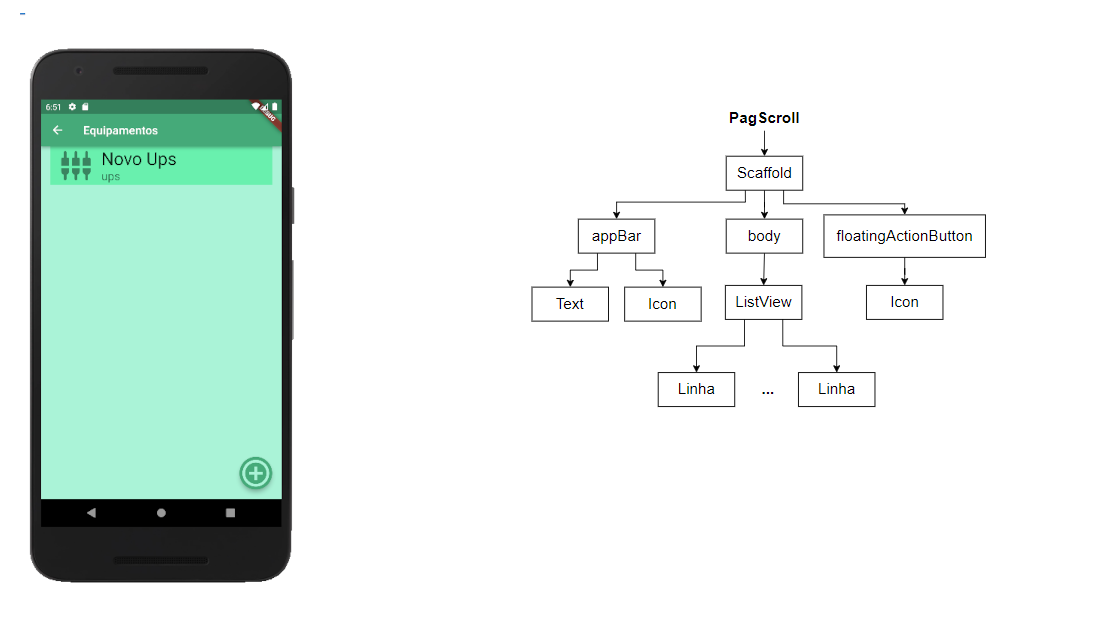 6:51
DEBUG
Equipamentos
Novo Ups
ups
PagScroll
Scaffold
appBar
body
floatingActionButton
Text
Icon
ListView
Icon
Linha
...
Linha